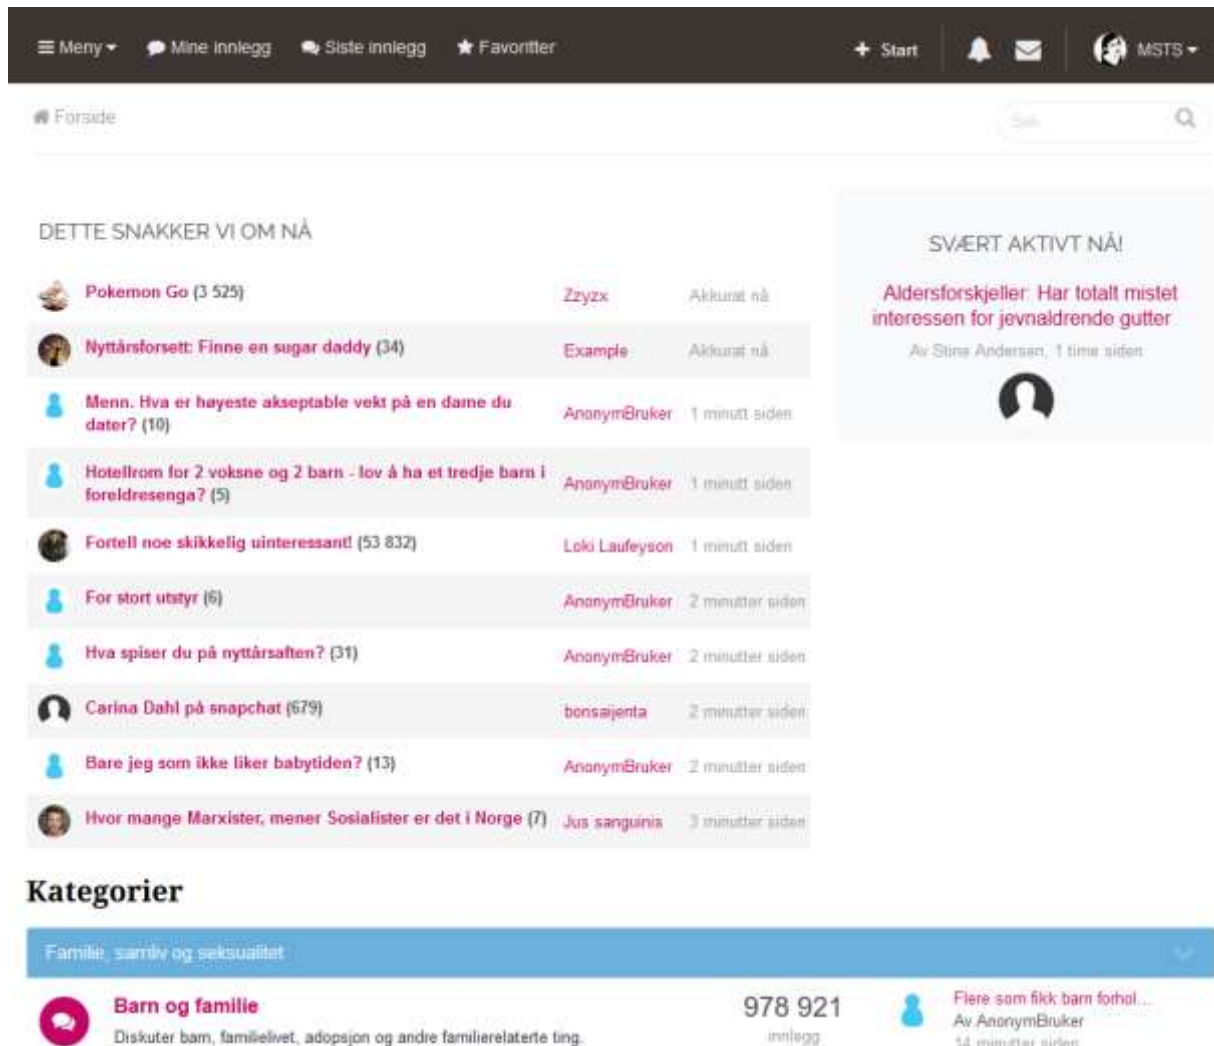 Meny
Mine innlegg
Siste innlegg
Favoritter
+ Start
MSTS
Forside
Søk
DETTE SNAKKER VI OM NÅ
Pokemon Go (3 525)
Zzyzx
Akkurat nå
Nyttårsforsett: Finne en sugar daddy (34)
Example
Akkurat nå
Menn. Hva er høyeste akseptable vekt på en dame du
dater? (10)
AnonymBruker
1 minutt siden
Hotellrom for 2 voksne og 2 barn - lov å ha et tredje barn i
foreldresenga? (5)
AnonymBruker
1 minutt siden
Fortell noe skikkelig uinteressant! (53 832)
Loki Laufeyson
1 minutt siden
For stort utstyr (6)
AnonymBruker
2 minutter siden
Hva spiser du på nyttårsaften? (31)
AnonymBruker
2 minutter siden
Carina Dahl på snapchat (679)
bonsaijenta
2 minutter siden
Bare jeg som ikke liker babytiden? (13)
AnonymBruker
2 minutter siden
Hvor mange Marxister, mener Sosialister er det i Norge (7)
Jus sanguinis
3 minutter siden
SVÆRT AKTIVT NÅ!
Aldersforskjeller: Har totalt mistet
interessen for jevnaldrende gutter
Av Stine Andersen, 1 time siden
Kategorier
Familie, samliv og seksualitet
Barn og familie
Diskuter barn, familielivet, adopsjon og andre familierelaterte ting.
978 921
innlegg
Flere som fikk barn forhol...
Av AnonymBruker
14 minutter siden